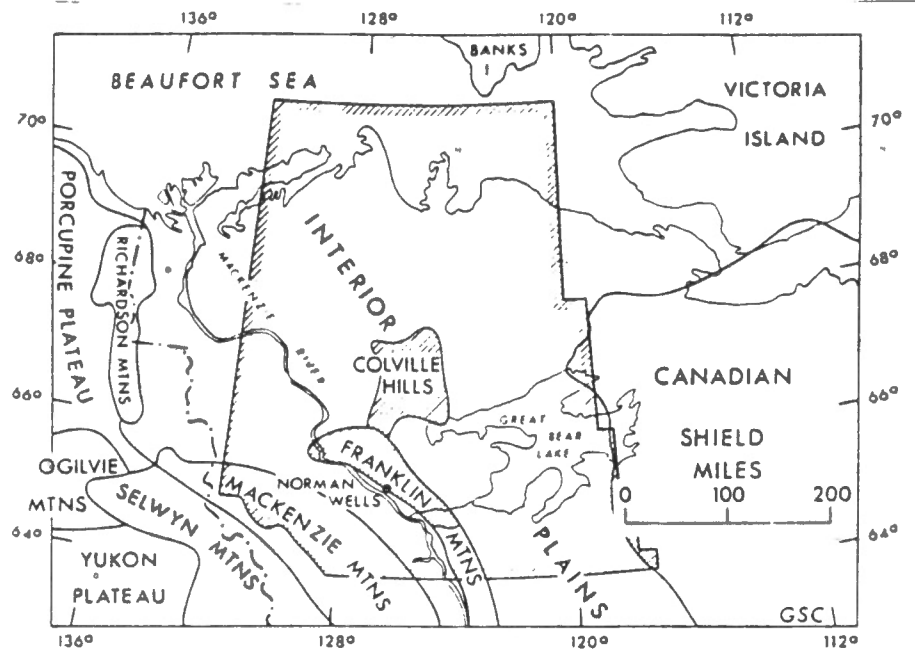 136° 128° 120° 112°
BANKS
BEAUFORT SEA
VICTORIA
ISLAND
70° 70°
PORCUPINE PLATEAU
RICHARDSON MTNS
MACKENZIE
RIVER
INTERIOR
68° 68°
COLVILLE
HILLS
CANADIAN
SHIELD
66° 66°
GREAT
BEAR
LAKE
MILES
0 100 200
OGILVIE
MTNS
SELWYN MTNS
MACKENZIE MTNS
NORMAN
WELLS
FRANKLIN MTNS
PLAINS
64° 64°
YUKON
PLATEAU
GSC
136° 128° 120° 112°